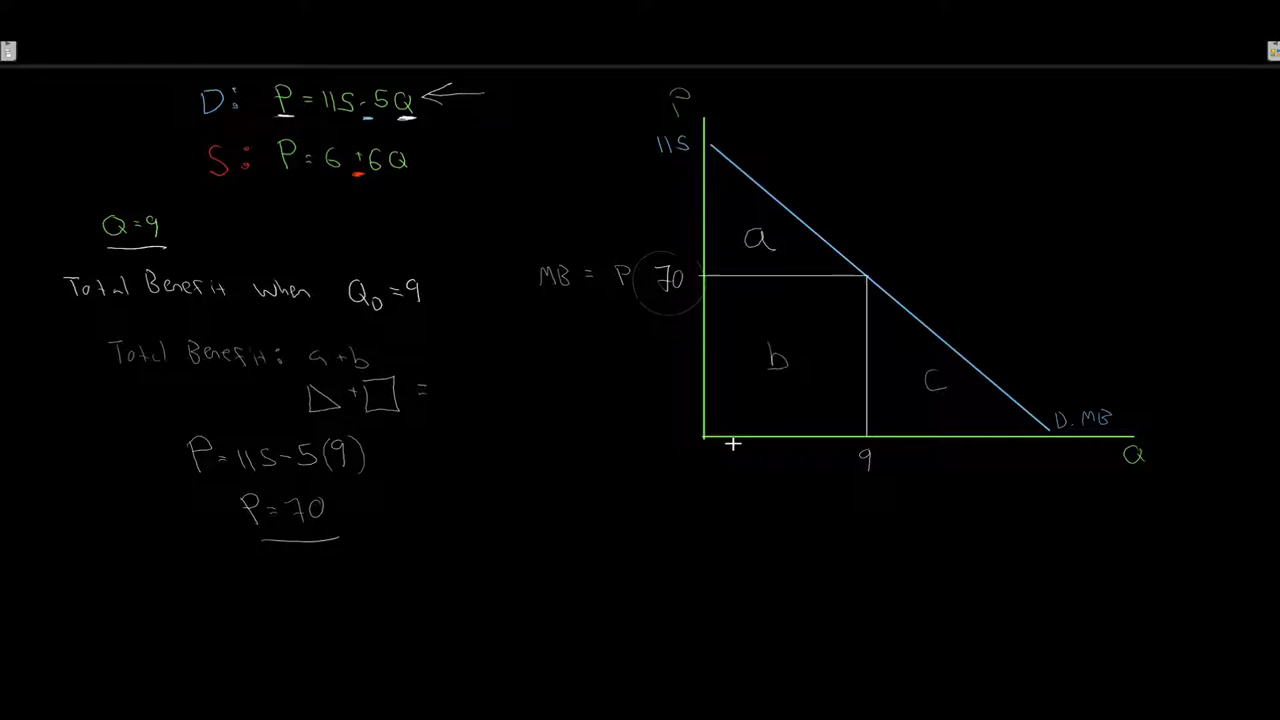 D: P = 115 - 5Q
S: P = 6 + 6Q
Q = 9
Total Benefit when QD = 9
Total Benefit: a + b
+ =
P = 115 - 5(9)
P = 70
P
115
a
MB = P 70
b
c
D. MB
9
Q